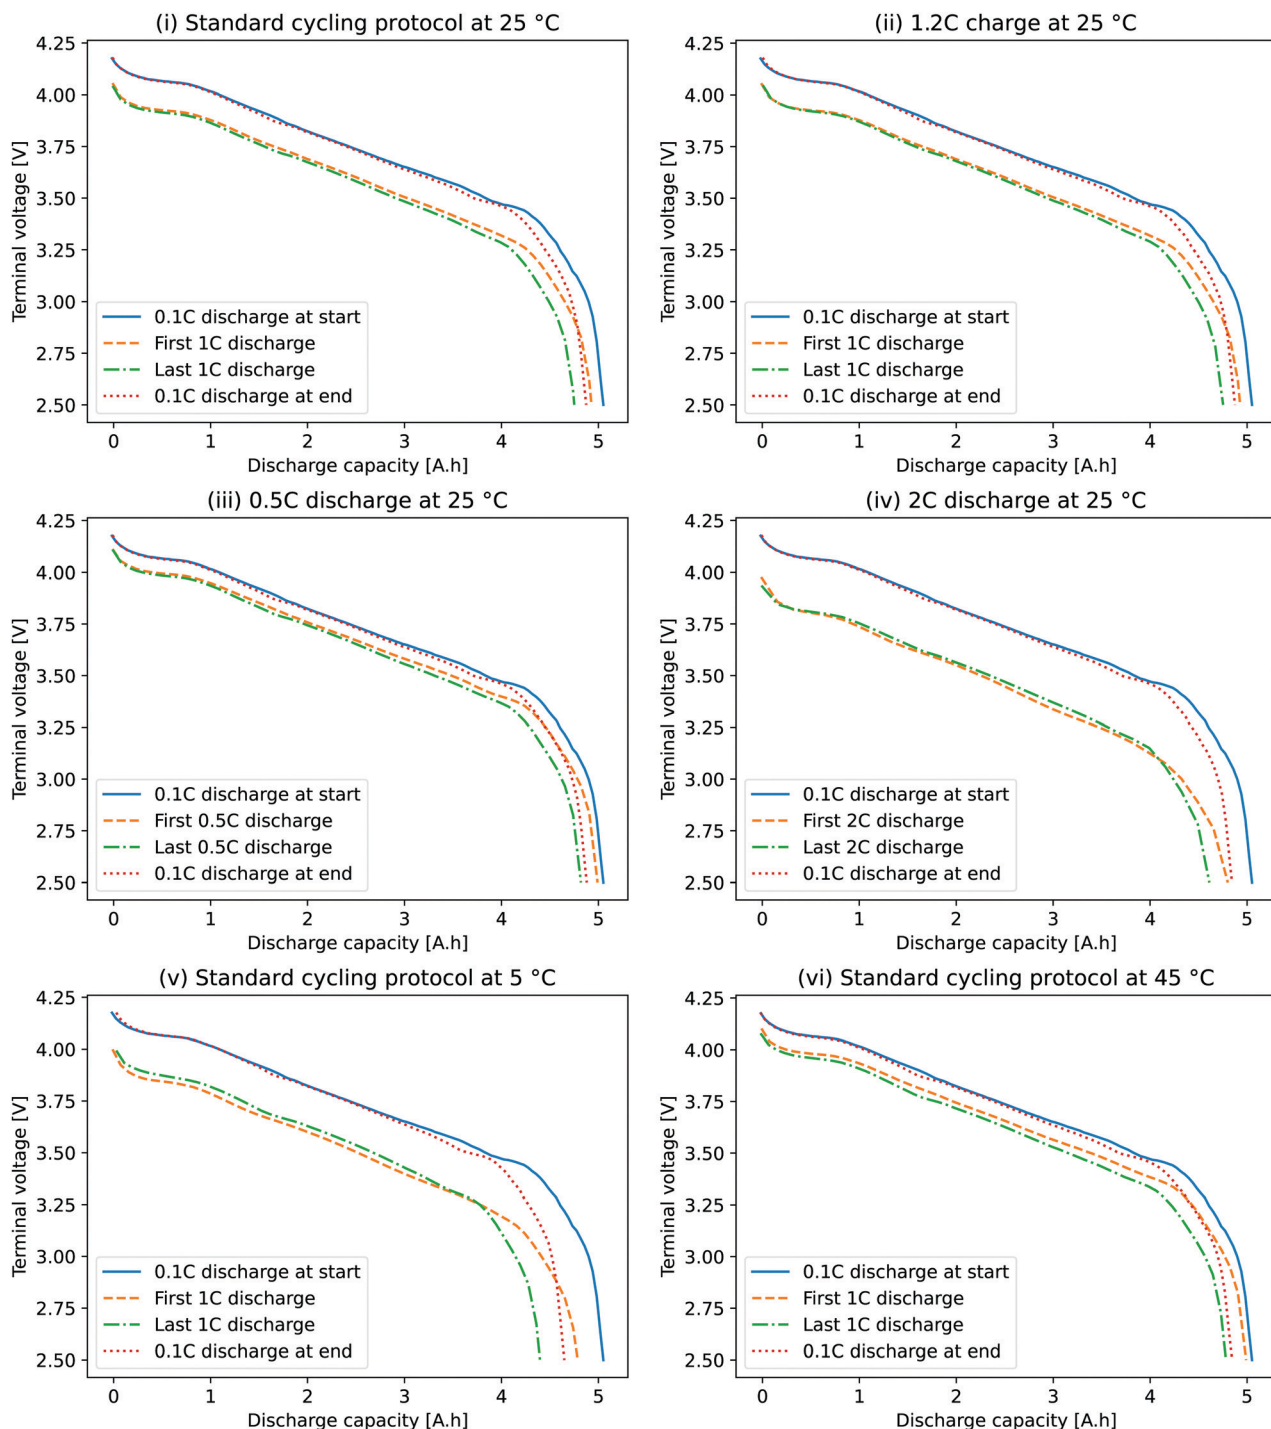 (i) Standard cycling protocol at 25 °C
4.25
4.00
3.75
3.50
3.25
3.00
2.75
2.50
Terminal voltage [V]
0.1C discharge at start
First 1C discharge
Last 1C discharge
0.1C discharge at end
0 1 2 3 4 5
Discharge capacity [A.h]
(ii) 1.2C charge at 25 °C
4.25
4.00
3.75
3.50
3.25
3.00
2.75
2.50
Terminal voltage [V]
0.1C discharge at start
First 1C discharge
Last 1C discharge
0.1C discharge at end
0 1 2 3 4 5
Discharge capacity [A.h]
(iii) 0.5C discharge at 25 °C
4.25
4.00
3.75
3.50
3.25
3.00
2.75
2.50
Terminal voltage [V]
0.1C discharge at start
First 0.5C discharge
Last 0.5C discharge
0.1C discharge at end
0 1 2 3 4 5
Discharge capacity [A.h]
(iv) 2C discharge at 25 °C
4.25
4.00
3.75
3.50
3.25
3.00
2.75
2.50
Terminal voltage [V]
0.1C discharge at start
First 2C discharge
Last 2C discharge
0.1C discharge at end
0 1 2 3 4 5
Discharge capacity [A.h]
(v) Standard cycling protocol at 5 °C
4.25
4.00
3.75
3.50
3.25
3.00
2.75
2.50
Terminal voltage [V]
0.1C discharge at start
First 1C discharge
Last 1C discharge
0.1C discharge at end
0 1 2 3 4 5
Discharge capacity [A.h]
(vi) Standard cycling protocol at 45 °C
4.25
4.00
3.75
3.50
3.25
3.00
2.75
2.50
Terminal voltage [V]
0.1C discharge at start
First 1C discharge
Last 1C discharge
0.1C discharge at end
0 1 2 3 4 5
Discharge capacity [A.h]